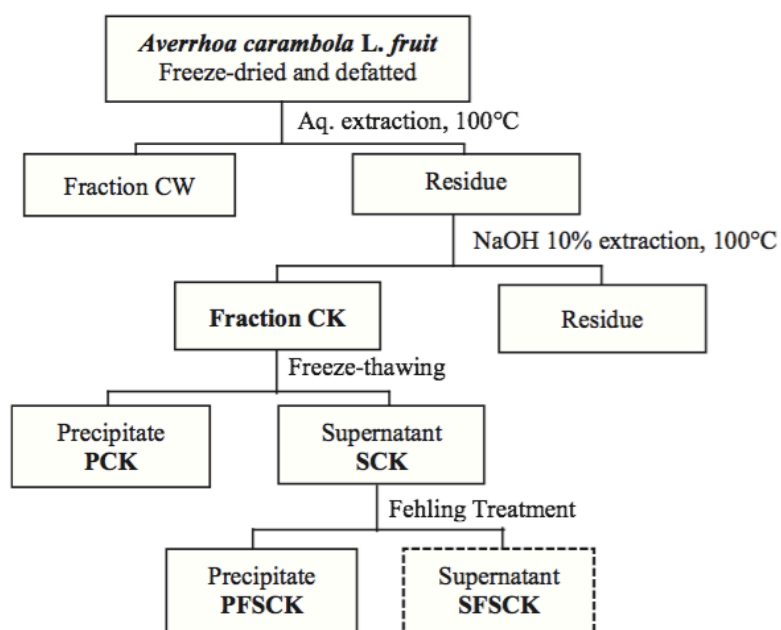 Averrhoa carambola L. fruit
Freeze-dried and defatted
Aq. extraction, 100°C
Fraction CW
Residue
NaOH 10% extraction, 100°C
Fraction CK
Residue
Freeze-thawing
Precipitate
PCK
Supernatant
SCK
Fehling Treatment
Precipitate
PFSCK
Supernatant
SFSCK